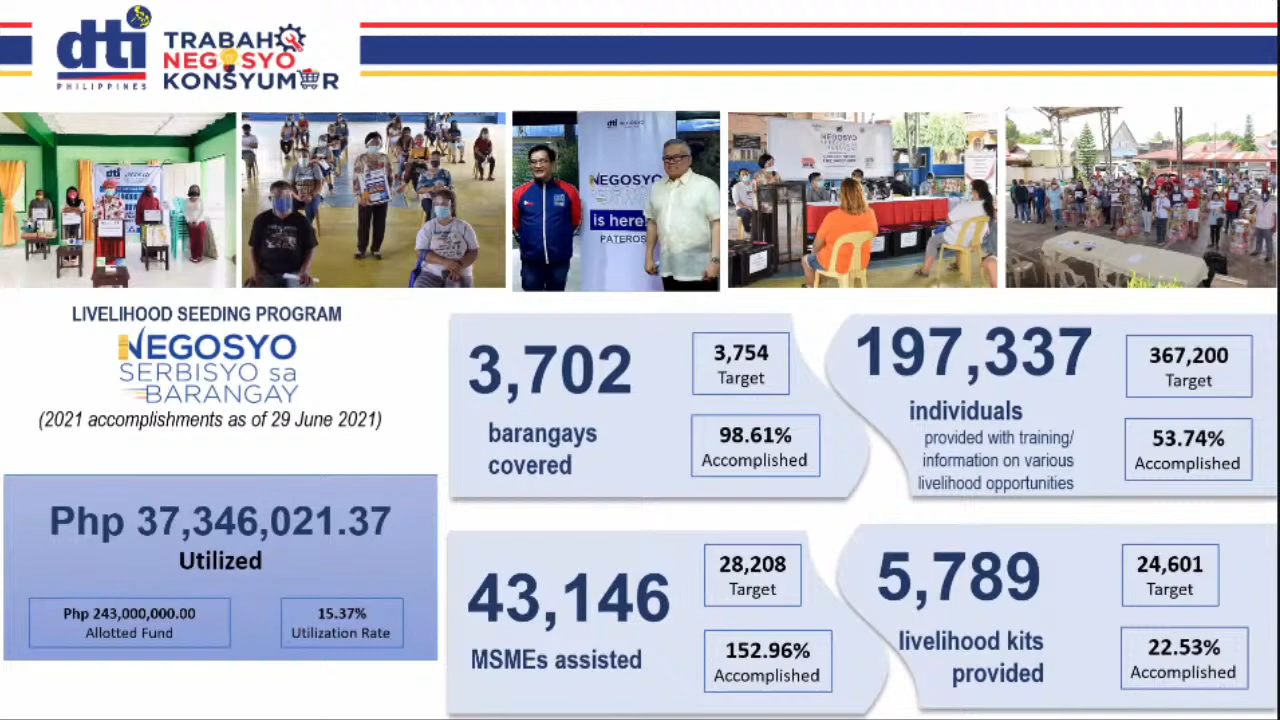 dti
PHILIPPINES
TRABAHO
NEGOSYO
KONSYUMER
dti
NEGOSYO
is here!
PATEROS
NEGOSYO
LIVELIHOOD SEEDING PROGRAM
NEGOSYO
SERBISYO sa
BARANGAY
(2021 accomplishments as of 29 June 2021)
Php 37,346,021.37
Utilized
Php 243,000,000.00
Allotted Fund
15.37%
Utilization Rate
3,702
barangays
covered
3,754
Target
98.61%
Accomplished
197,337
individuals
provided with training/
information on various
livelihood opportunities
367,200
Target
53.74%
Accomplished
43,146
MSMEs assisted
28,208
Target
152.96%
Accomplished
5,789
livelihood kits
provided
24,601
Target
22.53%
Accomplished